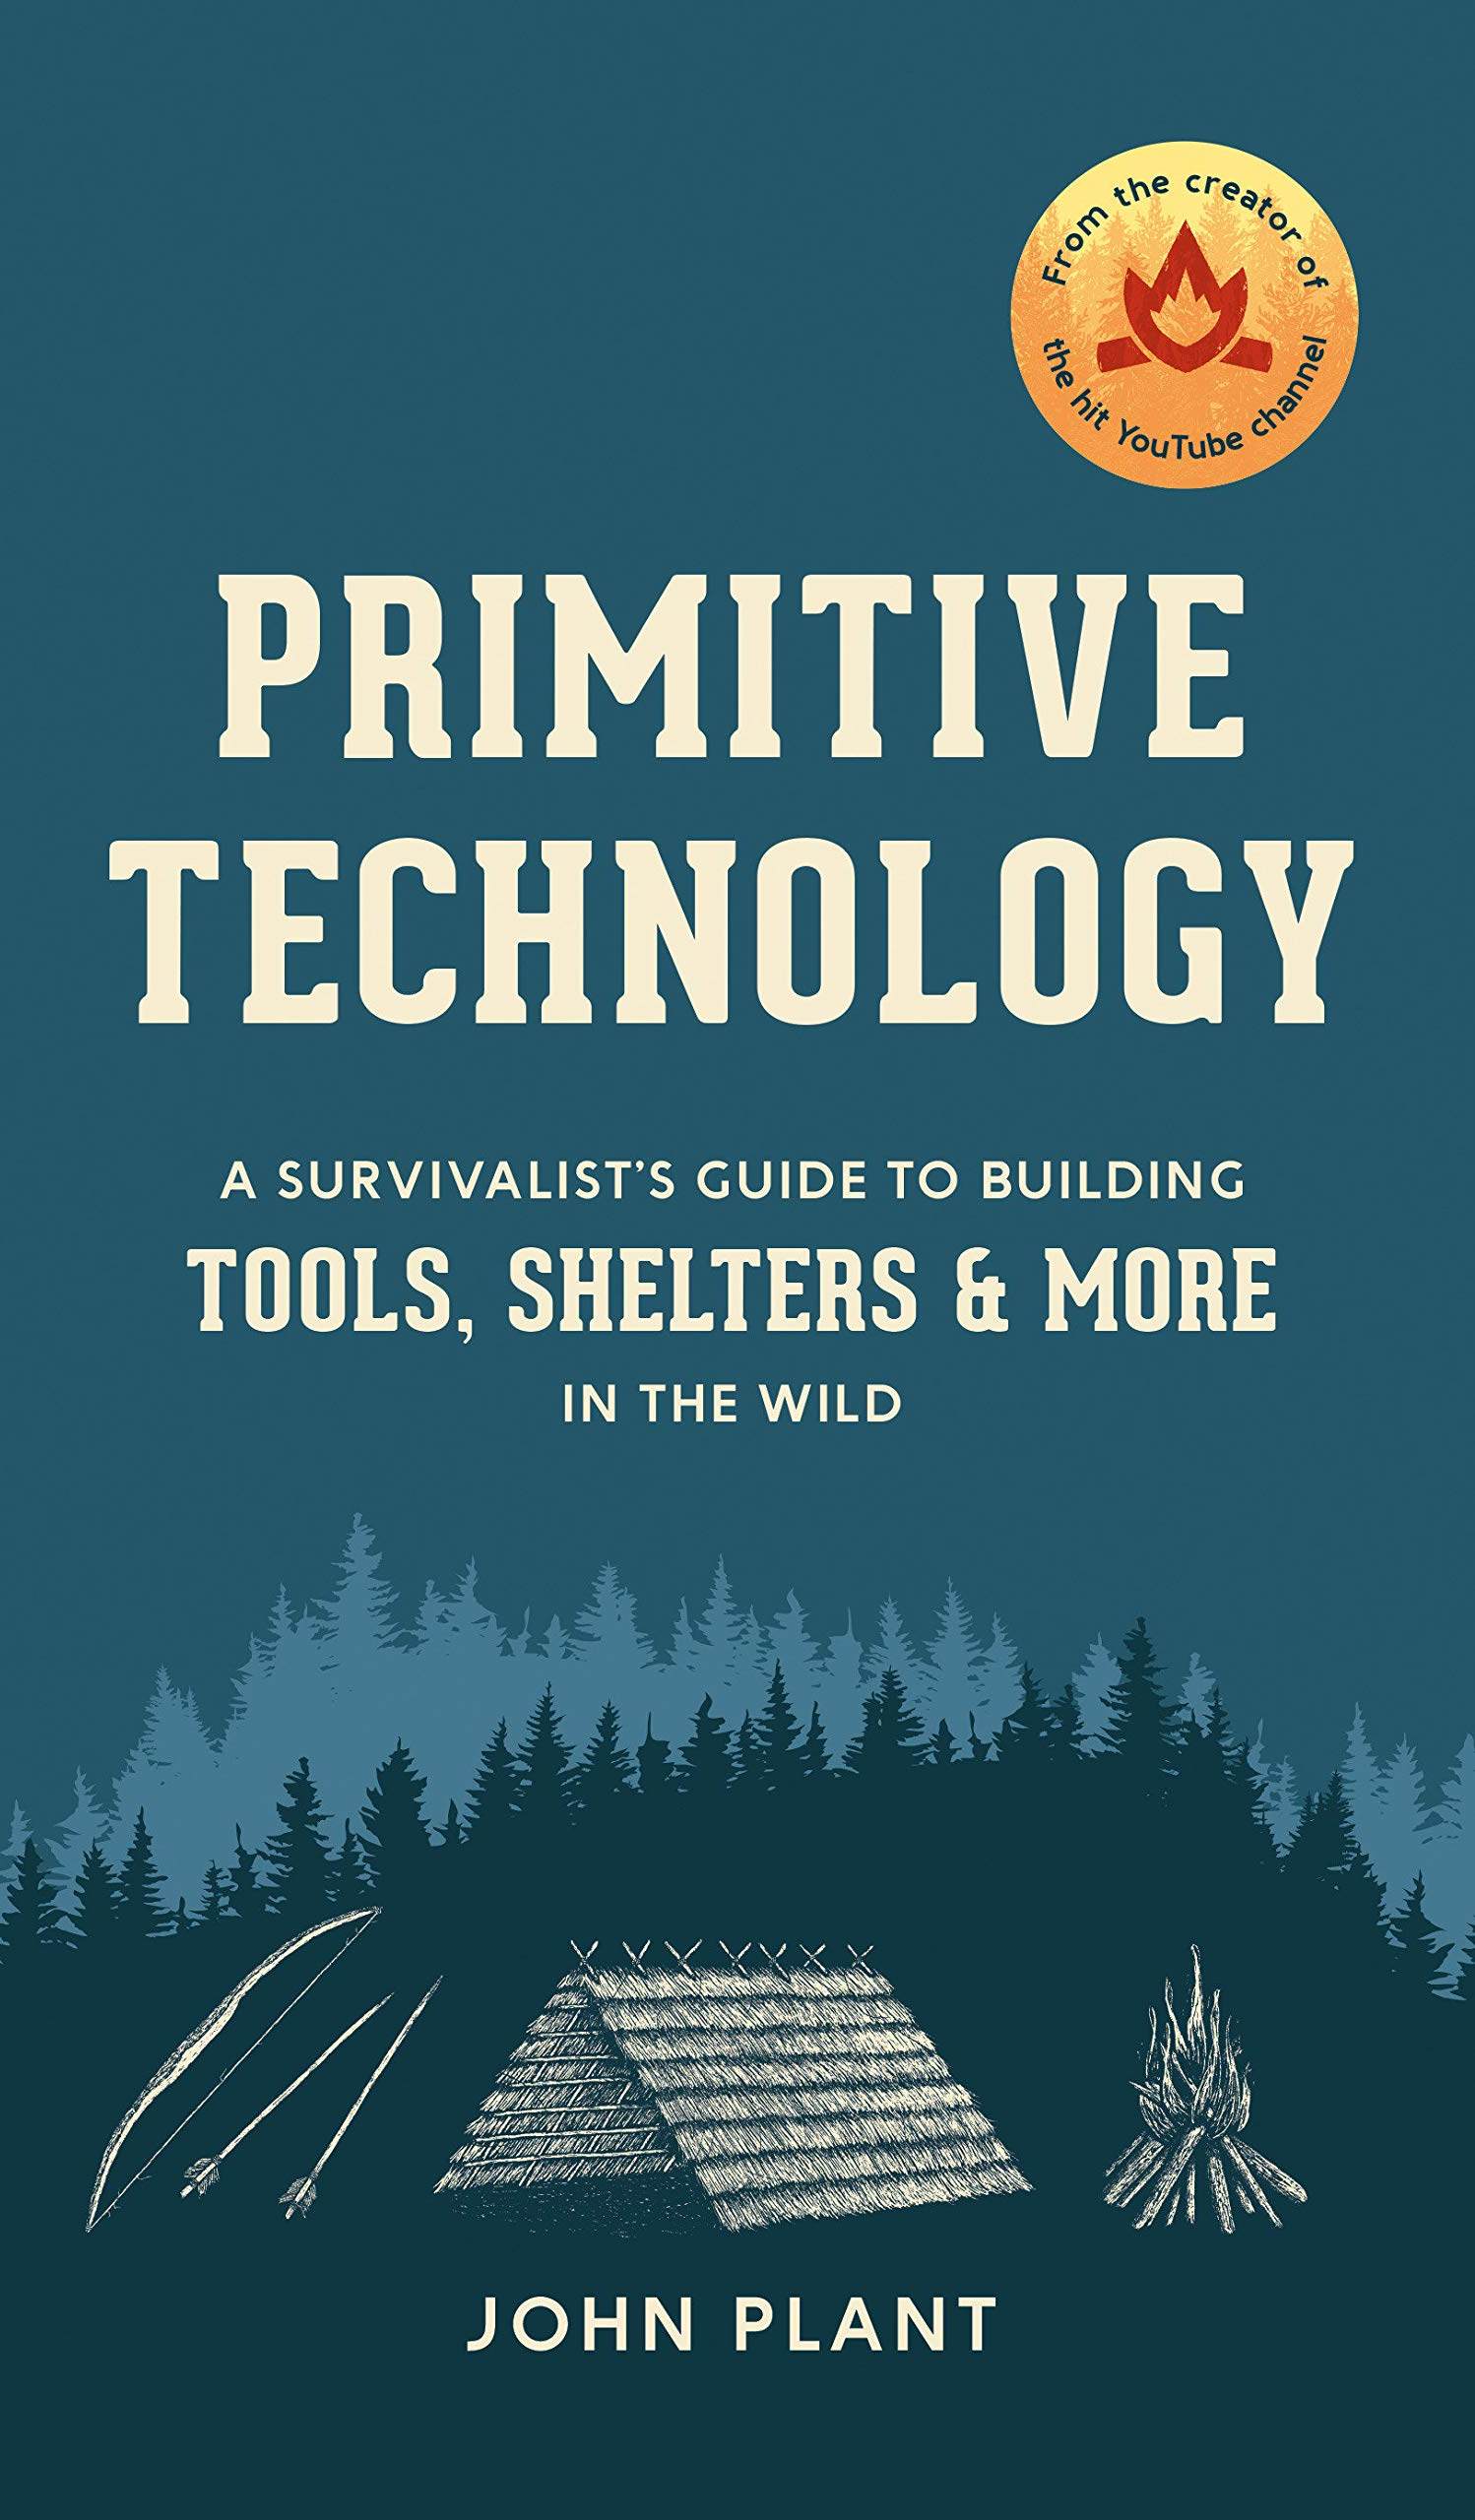 From the creator of
the hit YouTube channel
PRIMITIVE
TECHNOLOGY
A SURVIVALIST’S GUIDE TO BUILDING
TOOLS, SHELTERS & MORE
IN THE WILD
JOHN PLANT